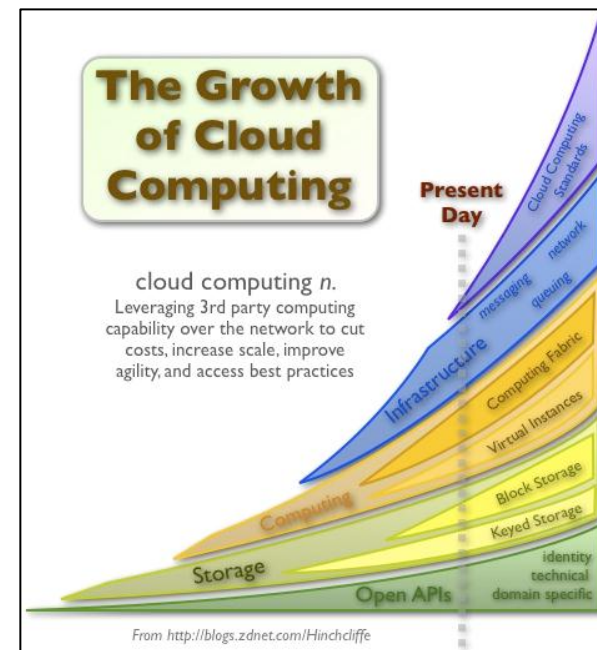 The Growth
of Cloud
Computing
Present
Day
cloud computing n.
Leveraging 3rd party computing
capability over the network to cut
costs, increase scale, improve
agility, and access best practices
Cloud Computing
Standards
Infrastructure
messaging
network
queuing
Computing
Computing Fabric
Virtual Instances
Storage
Block Storage
Keyed Storage
Open APIs
identity
technical
domain specific
From http://blogs.zdnet.com/Hinchcliffe